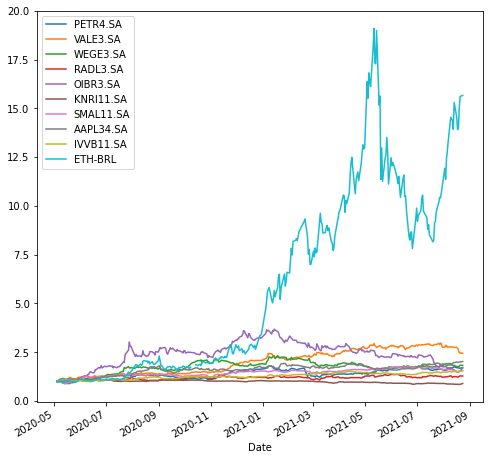 20.0
17.5
15.0
12.5
10.0
7.5
5.0
2.5
0.0
PETR4.SA
VALE3.SA
WEGE3.SA
RADL3.SA
OIBR3.SA
KNRI11.SA
SMAL11.SA
AAPL34.SA
IVVB11.SA
ETH-BRL
2020-05
2020-07
2020-09
2020-11
2021-01
2021-03
2021-05
2021-07
2021-09
Date